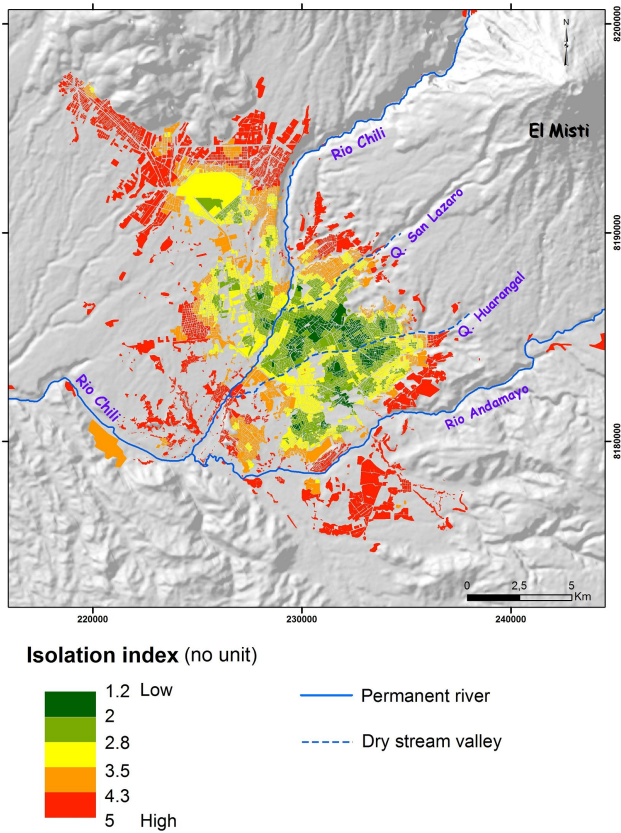 8200000
N
El Misti
Rio Chili
Q. San Lazaro
8190000
Q. Huarangal
Rio Chili
Rio Andamayo
8180000
0 2,5 5
Km
220000 230000 240000
Isolation index (no unit)
1.2 Low
2
2.8
3.5
4.3
5 High
Permanent river
Dry stream valley